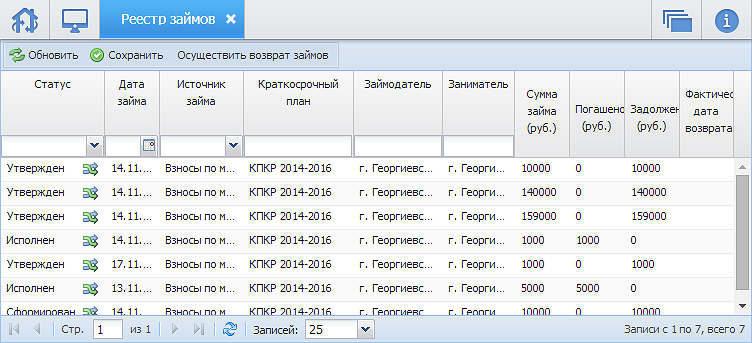 Реестр займов
Обновить Сохранить Осуществить возврат займов
Статус Дата займа Источник займа Краткосрочный план Займодатель Заниматель Сумма займа (руб.) Погашено (руб.) Задолжен (руб.) Фактичес дата возврата
Утвержден 14.11.... Взносы по м... КПКР 2014-2016 г. Георгиевс... г. Георги... 10000 0 10000
Утвержден 14.11.... Взносы по м... КПКР 2014-2016 г. Георгиевс... г. Георги... 140000 0 140000
Утвержден 14.11.... Взносы по м... КПКР 2014-2016 г. Георгиевс... г. Георги... 159000 0 159000
Исполнен 14.11.... Взносы по м... КПКР 2014-2016 г. Георгиевс... г. Георги... 1000 1000 0
Утвержден 17.11.... Взносы по м... КПКР 2014-2016 г. Георгиевс... г. Георги... 1000 0 1000
Исполнен 13.11.... Взносы по м... КПКР 2014-2016 г. Георгиевс... г. Георги... 5000 5000 0
Сформирован 14.11. Взносы по м КПКР 2014-2016 г. Георгиевс г. Георги 10000 0 10000
Стр. 1 из 1 Записей: 25 Записи с 1 по 7, всего 7